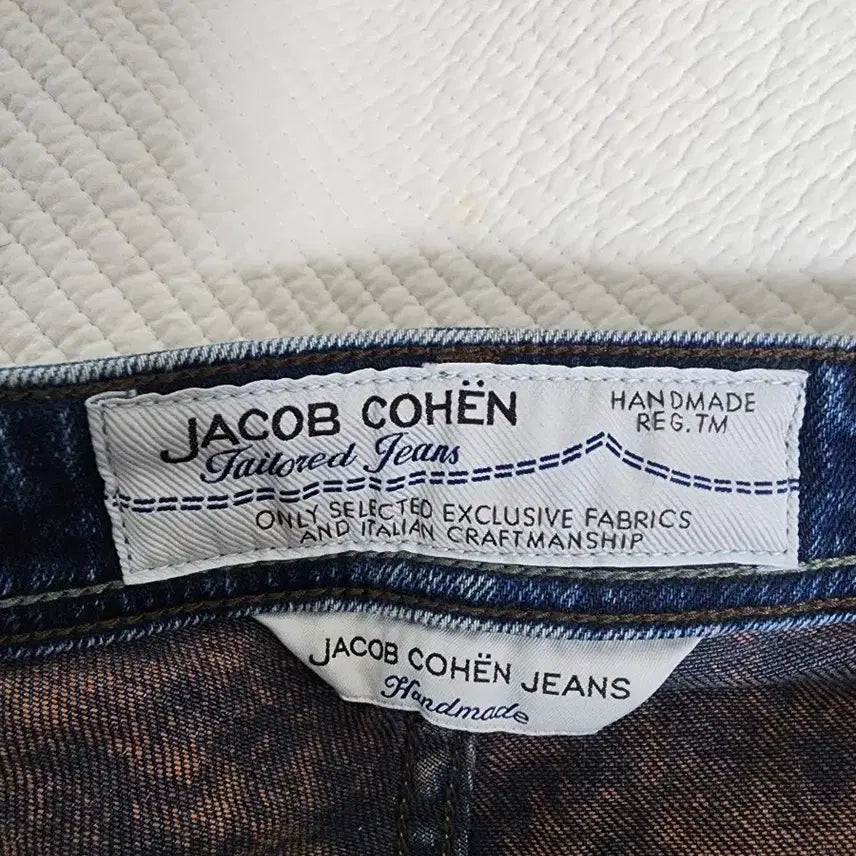 JACOB COHËN
Tailored Jeans
HANDMADE
REG.TM
ONLY SELECTED EXCLUSIVE FABRICS
AND ITALIAN CRAFTMANSHIP
JACOB COHËN JEANS
Handmade